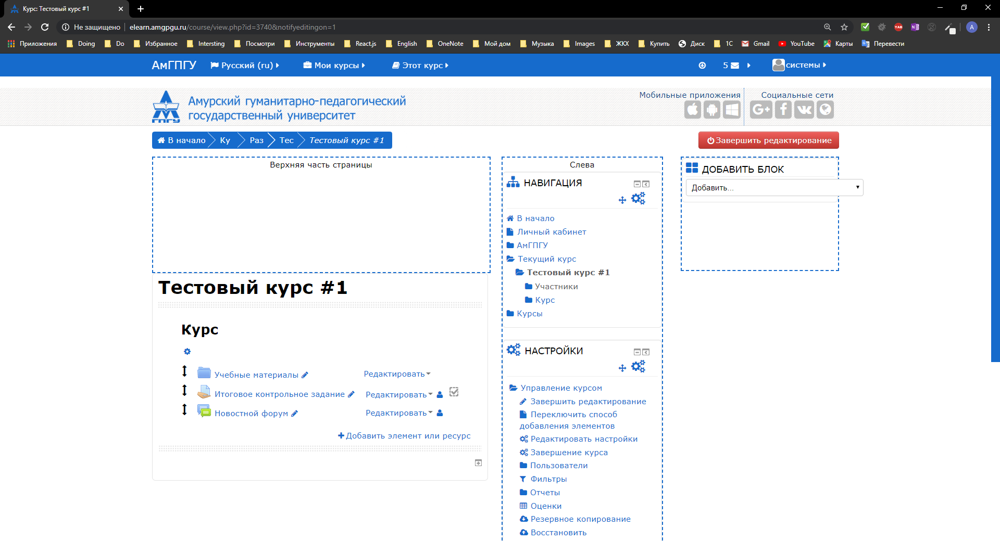 Курс: Тестовый курс #1
Не защищено
elearn.amgpgu.ru/course/view.php?id=3740&notifyeditingon=1
Приложения Doing Do Избранное Intersting Посмотри Инструменты React.js English OneNote Мой дом Музыка Images ЖКХ Купить Диск 1С Gmail YouTube Карты Перевести
АмГПГУ Русский (ru) Мои курсы Этот курс 5 системы
Амурский гуманитарно-педагогический
государственный университет
Мобильные приложения Социальные сети
В начало Ку Раз Тес Тестовый курс #1
Завершить редактирование
Верхняя часть страницы
Тестовый курс #1
Курс
Учебные материалы Редактировать
Итоговое контрольное задание Редактировать
Новостной форум Редактировать
Добавить элемент или ресурс
Слева
НАВИГАЦИЯ
В начало
Личный кабинет
АмГПГУ
Текущий курс
Тестовый курс #1
Участники
Курс
Курсы
НАСТРОЙКИ
Управление курсом
Завершить редактирование
Переключить способ
добавления элементов
Редактировать настройки
Завершение курса
Пользователи
Фильтры
Отчеты
Оценки
Резервное копирование
Восстановить
ДОБАВИТЬ БЛОК
Добавить...